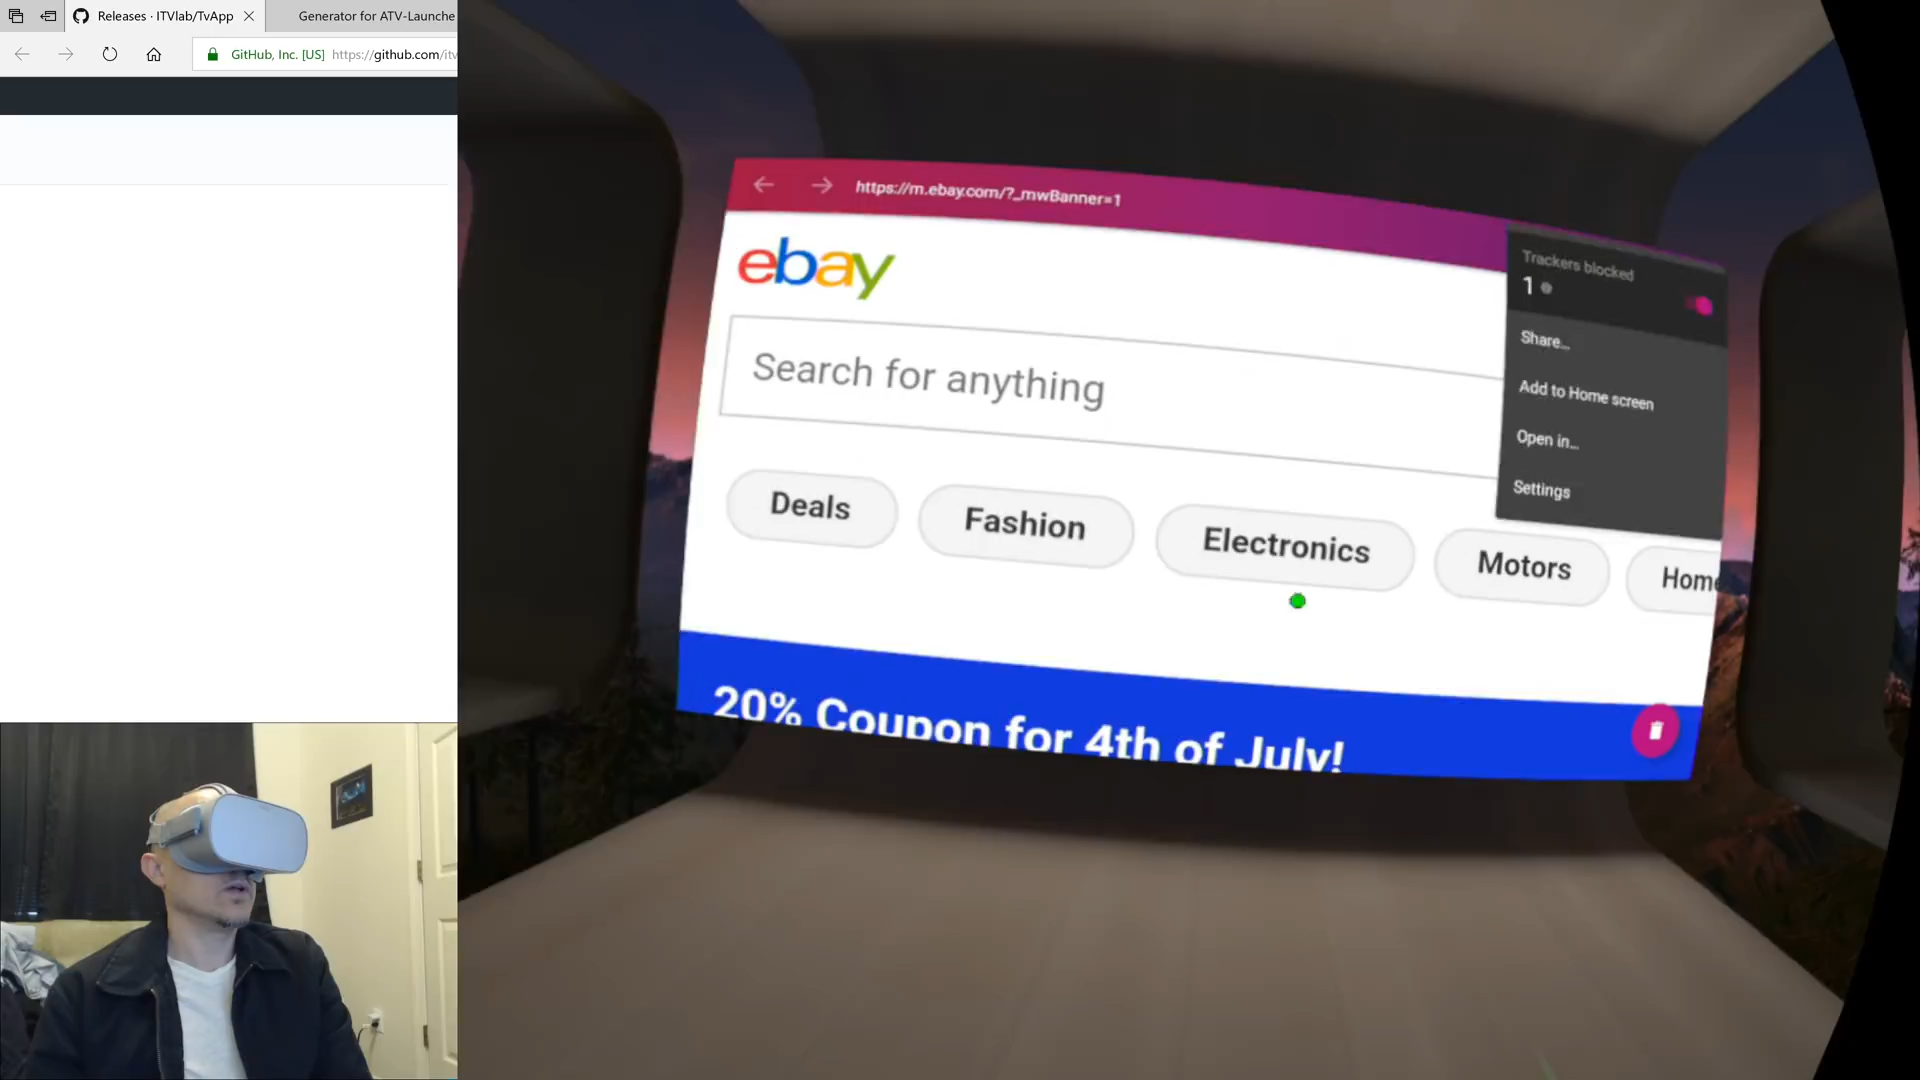 Releases · ITVlab/TvApp
Generator for ATV-Launche
GitHub, Inc. [US] https://github.com/itv
https://m.ebay.com/?_mwBanner=1
ebay
Trackers blocked
1
Search for anything
Share...
Add to Home screen
Open in...
Settings
Deals
Fashion
Electronics
Motors
Home
20% Coupon for 4th of July!